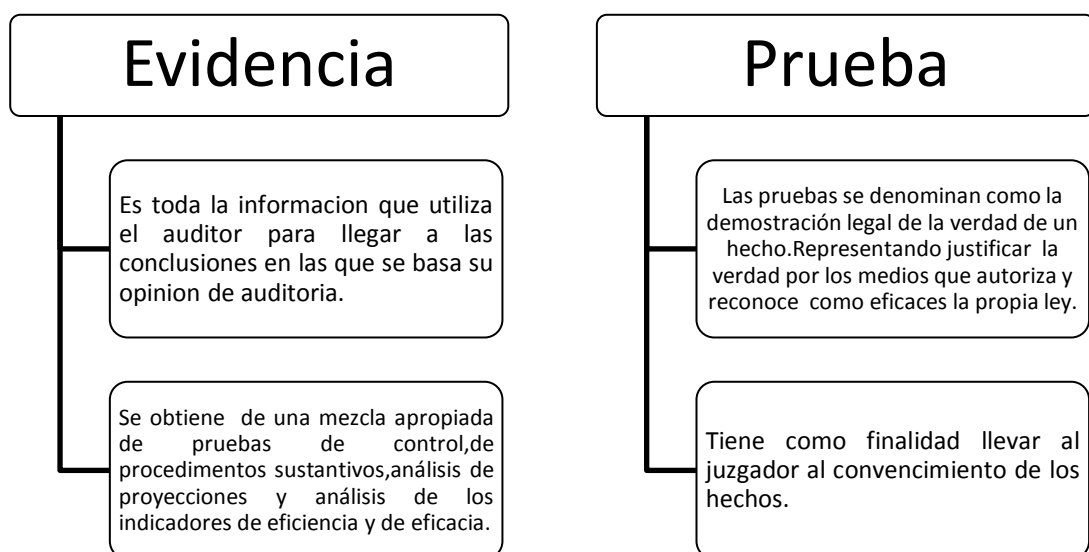 Evidencia
Es toda la informacion que utiliza
el auditor para llegar a las
conclusiones en las que se basa su
opinion de auditoria.
Se obtiene de una mezcla apropiada
de pruebas de control,de
procedimentos sustantivos,análisis de
proyecciones y análisis de los
indicadores de eficiencia y de eficacia.
Prueba
Las pruebas se denominan como la
demostración legal de la verdad de un
hecho.Representando justificar la
verdad por los medios que autoriza y
reconoce como eficaces la propia ley.
Tiene como finalidad llevar al
juzgador al convencimiento de los
hechos.